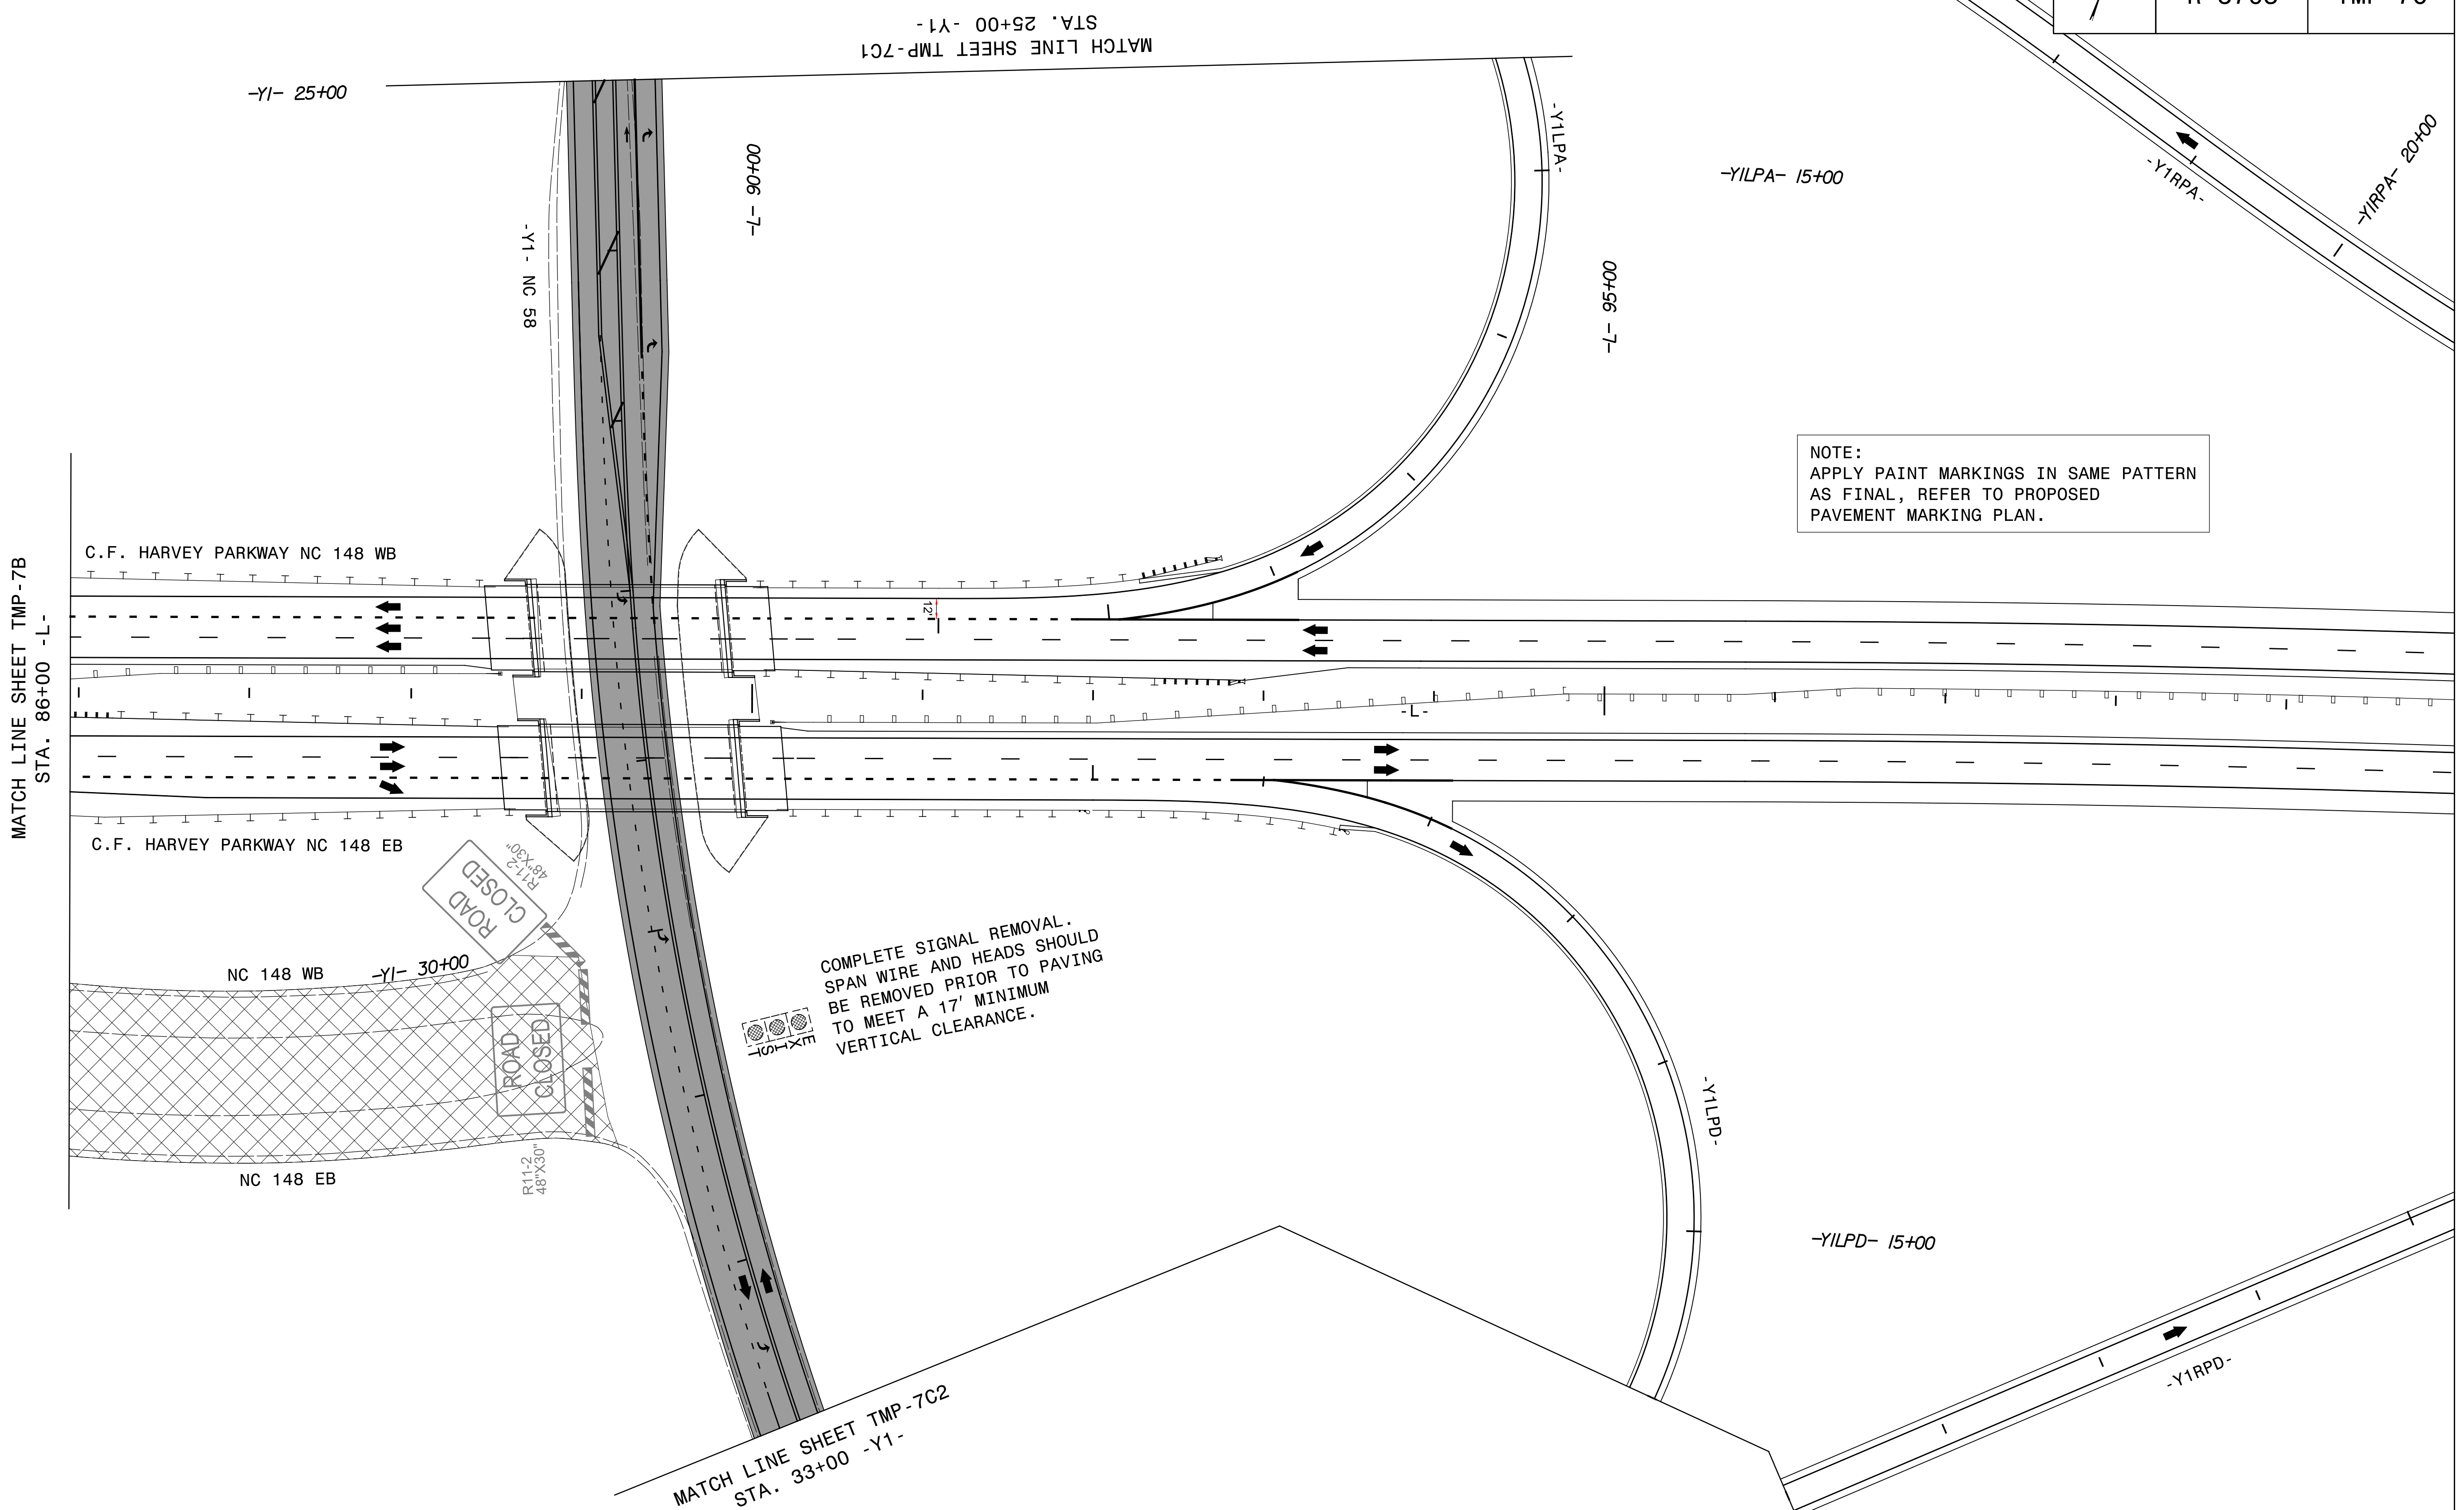 MATCH LINE SHEET TMP-7C1
STA. 25+00 -Y1-
-Y1- 25+00
-Y1- NC 58
-L- 90+00
-Y1LPA-
-Y1LPA- 15+00
-L- 95+00
-Y1RPA-
-Y1RPA- 20+00
NOTE:
APPLY PAINT MARKINGS IN SAME PATTERN
AS FINAL, REFER TO PROPOSED
PAVEMENT MARKING PLAN.
MATCH LINE SHEET TMP-7B
STA. 86+00 -L-
C.F. HARVEY PARKWAY NC 148 WB
12'
-L-
C.F. HARVEY PARKWAY NC 148 EB
ROAD
CLOSED
R11-2
48"X30"
NC 148 WB
-Y1- 30+00
ROAD
CLOSED
R11-2
48"X30"
NC 148 EB
EXIST
COMPLETE SIGNAL REMOVAL.
SPAN WIRE AND HEADS SHOULD
BE REMOVED PRIOR TO PAVING
TO MEET A 17' MINIMUM
VERTICAL CLEARANCE.
-Y1LPD-
-Y1LPD- 15+00
-Y1RPD-
MATCH LINE SHEET TMP-7C2
STA. 33+00 -Y1-